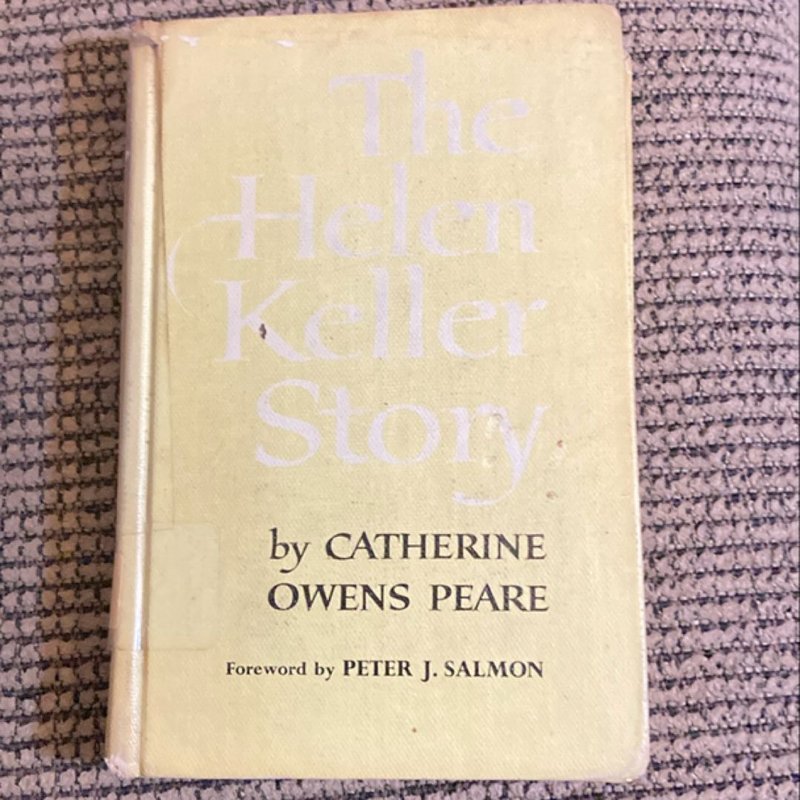 The
Helen
Keller
Story
by CATHERINE
OWENS PEARE
Foreword by PETER J. SALMON